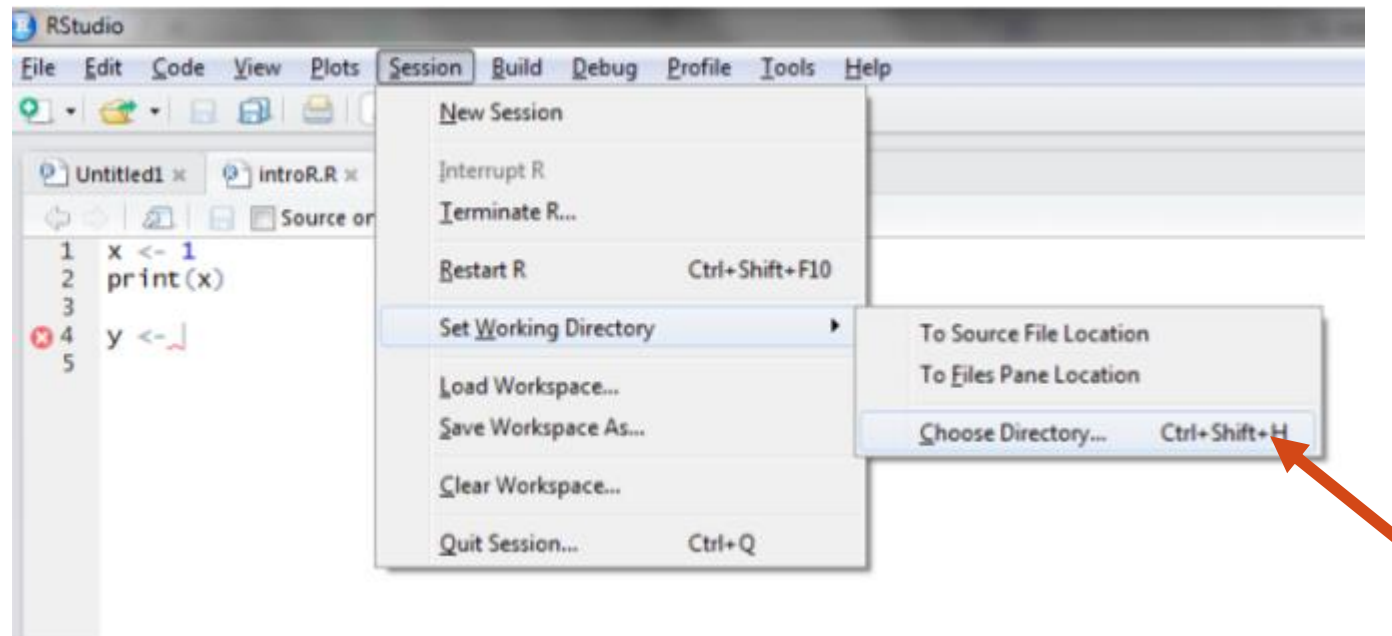 RStudio
File Edit Code View Plots Session Build Debug Profile Tools Help
Untitled1 introR.R
Source or
1 x <- 1
2 print(x)
3
4 y <-
5
New Session
Interrupt R
Terminate R...
Restart R Ctrl+Shift+F10
Set Working Directory
Load Workspace...
Save Workspace As...
Clear Workspace...
Quit Session... Ctrl+Q
To Source File Location
To Files Pane Location
Choose Directory... Ctrl+Shift+H